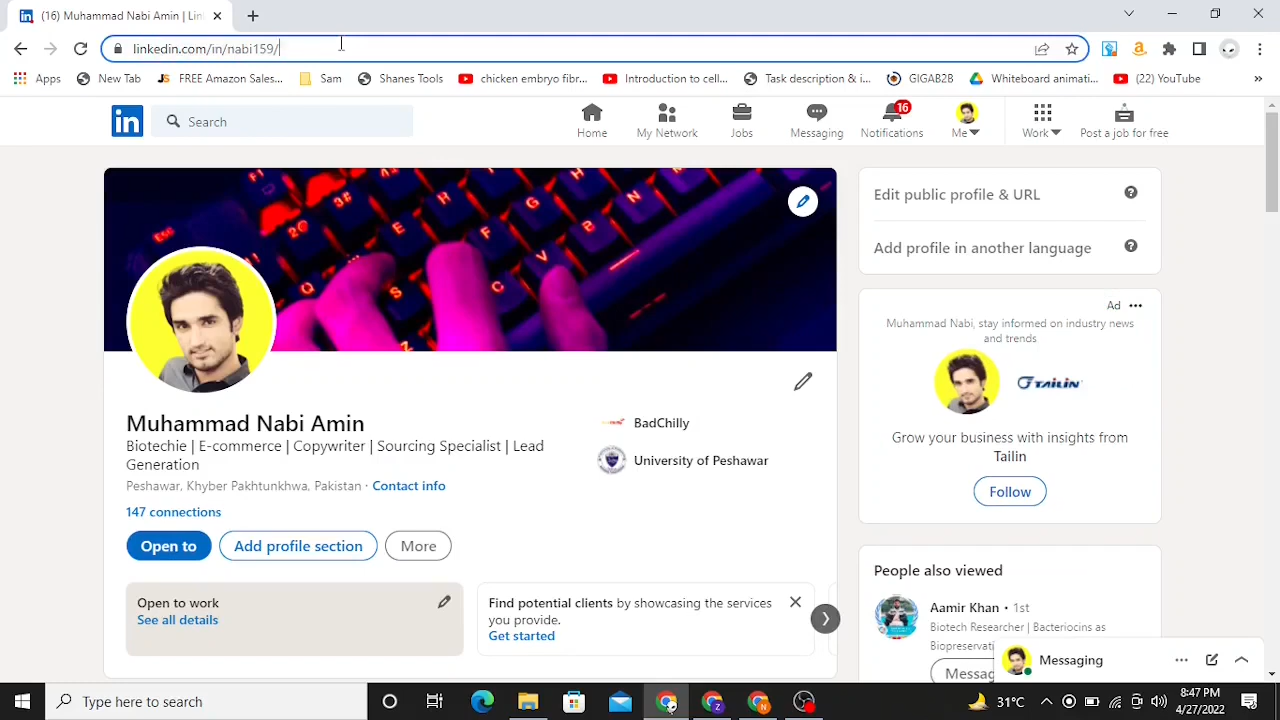 (16) Muhammad Nabi Amin | Lin
linkedin.com/in/nabi159/
Apps
New Tab
FREE Amazon Sales...
Sam
Shanes Tools
chicken embryo fibr...
Introduction to cell...
Task description & i...
GIGAB2B
Whiteboard animati...
(22) YouTube
in
Search
Home
My Network
Jobs
Messaging
16
Notifications
Me
Work
Post a job for free
Edit public profile & URL
Add profile in another language
Ad
Muhammad Nabi, stay informed on industry news
and trends
TAILIN
Grow your business with insights from
Tailin
Follow
Muhammad Nabi Amin
Biotechie | E-commerce | Copywriter | Sourcing Specialist | Lead
Generation
Peshawar, Khyber Pakhtunkhwa, Pakistan · Contact info
147 connections
BadChilly
University of Peshawar
Open to
Add profile section
More
Open to work
See all details
Find potential clients by showcasing the services
you provide.
Get started
People also viewed
Aamir Khan · 1st
Biotech Researcher | Bacteriocins as
Biopreservati
Messag
Messaging
Type here to search
31°C
8:47 PM
4/27/2022